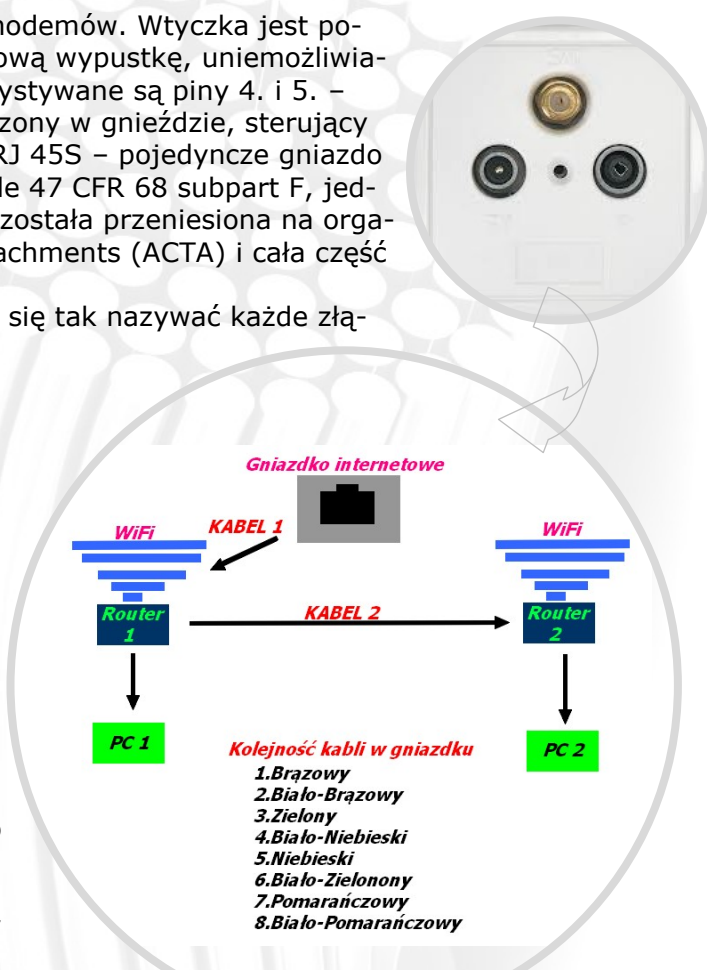 nodemów. Wtyczka jest po-
ową wypustkę, uniemożliwia-
ystywane są piny 4. i 5. –
zony w gnieździe, sterujący
RJ 45S – pojedyncze gniazdo
le 47 CFR 68 subpart F, jed-
została przeniesiona na orga-
achments (ACTA) i cała część
się tak nazywać każde złą-
Gniazdko internetowe
WiFi
KABEL 1
WiFi
Router
1
KABEL 2
Router
2
PC 1
PC 2
Kolejność kabli w gniazdku
1.Brązowy
2.Biało-Brązowy
3.Zielony
4.Biało-Niebieski
5.Niebieski
6.Biało-Zielonony
7.Pomarańczowy
8.Biało-Pomarańczowy